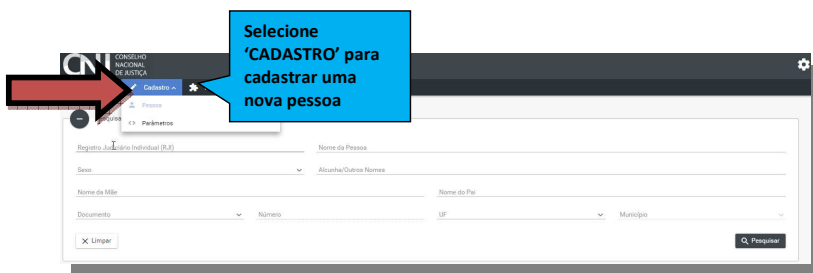 Selecione
‘CADASTRO’ para
cadastrar uma
nova pessoa
CNJ CONSELHO
NACIONAL
DE JUSTIÇA
Cadastro
Pessoa
Parâmetros
Registro Judiciário Individual (RJI) Nome da Pessoa
Sexo Alcunha/Outros Nomes
Nome da Mãe Nome do Pai
Documento Número UF Município
Limpar Pesquisar